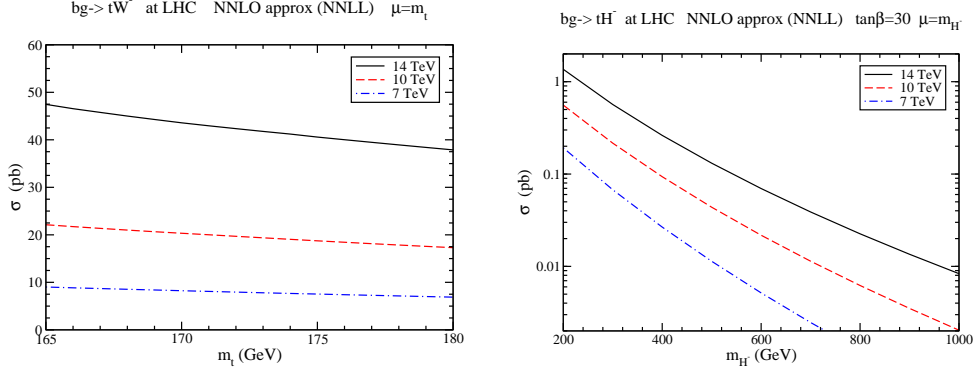 bg-> tW⁻ at LHC NNLO approx (NNLL) μ=mₜ
60
50
40
30
20
10
0
σ (pb)
14 TeV
10 TeV
7 TeV
165
170
175
180
mₜ (GeV)
bg-> tH⁻ at LHC NNLO approx (NNLL) tanβ=30 μ=m_H⁻
1
0.1
0.01
σ (pb)
14 TeV
10 TeV
7 TeV
200
400
600
800
1000
m_H⁻ (GeV)